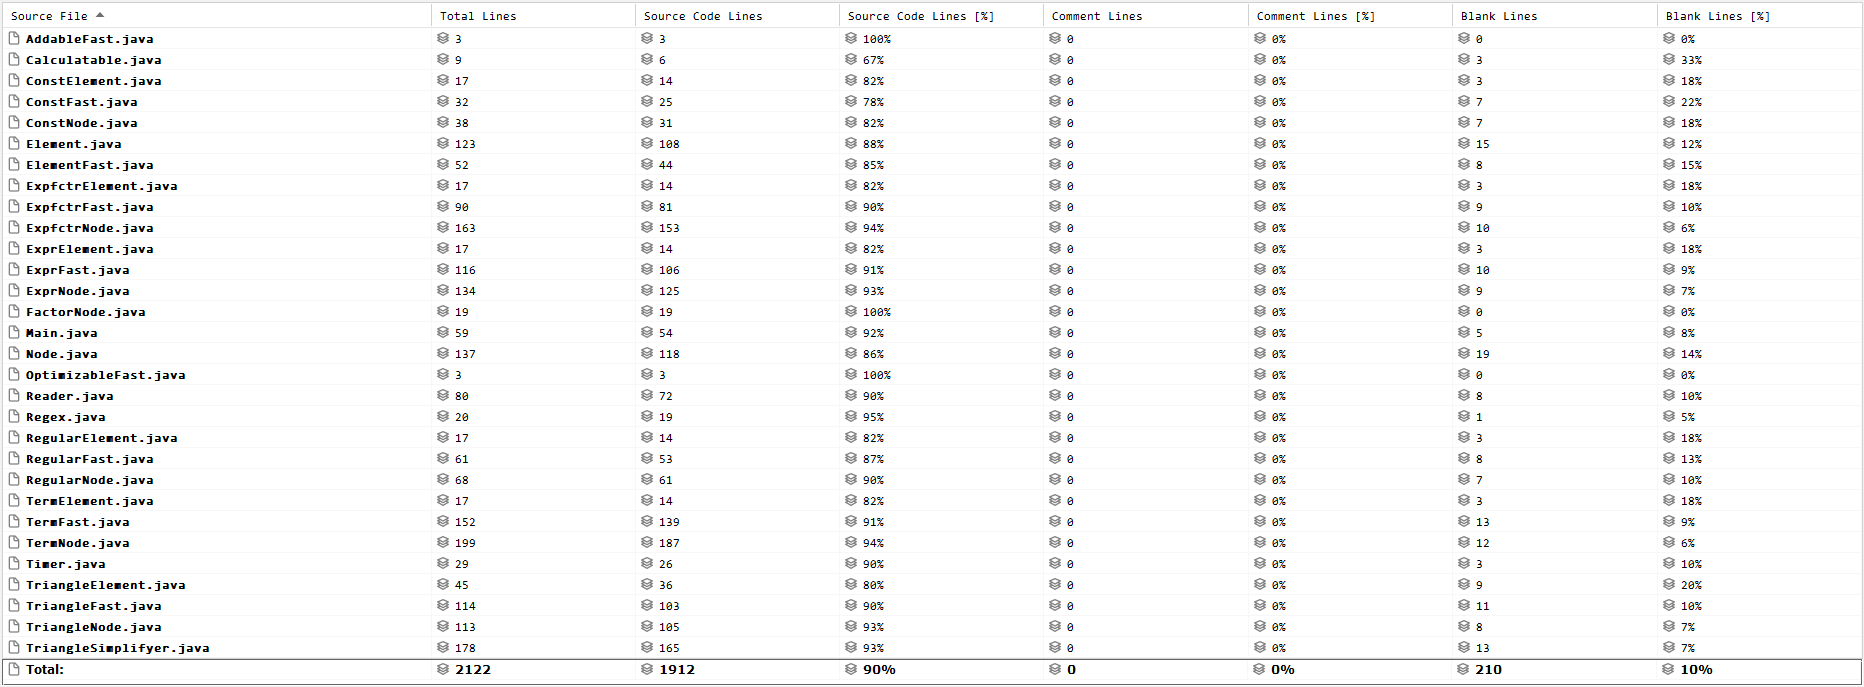 Source File Total Lines Source Code Lines Source Code Lines [%] Comment Lines Comment Lines [%] Blank Lines Blank Lines [%]
AddableFast.java 3 3 100% 0 0% 0 0%
Calculatable.java 9 6 67% 0 0% 3 33%
ConstElement.java 17 14 82% 0 0% 3 18%
ConstFast.java 32 25 78% 0 0% 7 22%
ConstNode.java 38 31 82% 0 0% 7 18%
Element.java 123 108 88% 0 0% 15 12%
ElementFast.java 52 44 85% 0 0% 8 15%
ExpfctrElement.java 17 14 82% 0 0% 3 18%
ExpfctrFast.java 90 81 90% 0 0% 9 10%
ExpfctrNode.java 163 153 94% 0 0% 10 6%
ExprElement.java 17 14 82% 0 0% 3 18%
ExprFast.java 116 106 91% 0 0% 10 9%
ExprNode.java 134 125 93% 0 0% 9 7%
FactorNode.java 19 19 100% 0 0% 0 0%
Main.java 59 54 92% 0 0% 5 8%
Node.java 137 118 86% 0 0% 19 14%
OptimizableFast.java 3 3 100% 0 0% 0 0%
Reader.java 80 72 90% 0 0% 8 10%
Regex.java 20 19 95% 0 0% 1 5%
RegularElement.java 17 14 82% 0 0% 3 18%
RegularFast.java 61 53 87% 0 0% 8 13%
RegularNode.java 68 61 90% 0 0% 7 10%
TermElement.java 17 14 82% 0 0% 3 18%
TermFast.java 152 139 91% 0 0% 13 9%
TermNode.java 199 187 94% 0 0% 12 6%
Timer.java 29 26 90% 0 0% 3 10%
TriangleElement.java 45 36 80% 0 0% 9 20%
TriangleFast.java 114 103 90% 0 0% 11 10%
TriangleNode.java 113 105 93% 0 0% 8 7%
TriangleSimplifyer.java 178 165 93% 0 0% 13 7%
Total: 2122 1912 90% 0 0% 210 10%